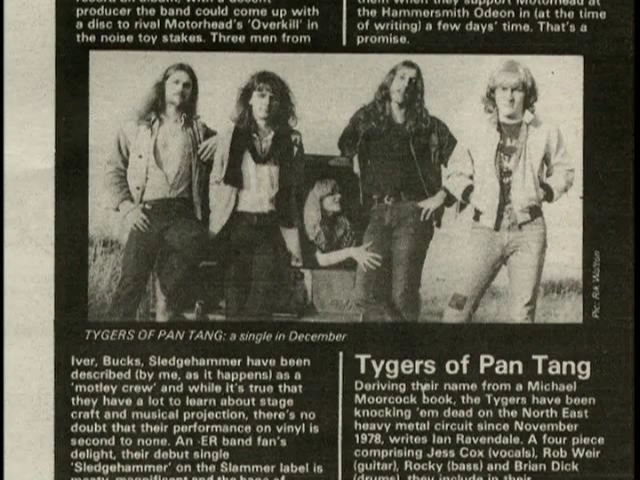 producer the band could come up with
a disc to rival Motorhead's 'Overkill' in
the noise toy stakes. Three men from
them when they support Motorhead at
the Hammersmith Odeon in (at the time
of writing) a few days' time. That's a
promise.
Pic: Rik Walton
TYGERS OF PAN TANG: a single in December
Iver, Bucks, Sledgehammer have been
described (by me, as it happens) as a
'motley crew' and while it's true that
they have a lot to learn about stage
craft and musical projection, there's no
doubt that their performance on vinyl is
second to none. An ·ER band fan's
delight, their debut single
'Sledgehammer' on the Slammer label is
Tygers of Pan Tang
Deriving their name from a Michael
Moorcock book, the Tygers have been
knocking 'em dead on the North East
heavy metal circuit since November
1978, writes Ian Ravendale. A four piece
comprising Jess Cox (vocals), Rob Weir
(guitar), Rocky (bass) and Brian Dick
(drums), they include in their